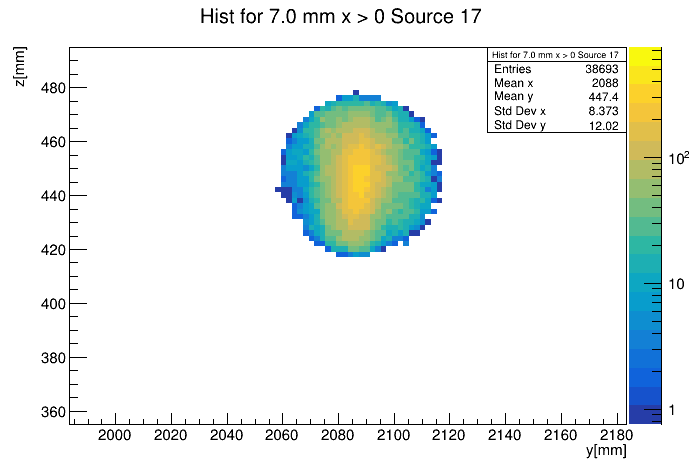 Hist for 7.0 mm x > 0 Source 17
z[mm]
Hist for 7.0 mm x > 0 Source 17
Entries 38693
Mean x 2088
Mean y 447.4
Std Dev x 8.373
Std Dev y 12.02
480
460
440
420
400
380
360
10²
10
1
2000 2020 2040 2060 2080 2100 2120 2140 2160 2180
y[mm]